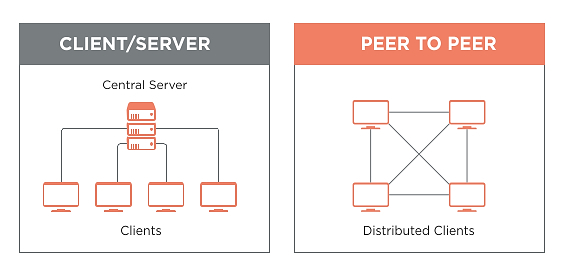 CLIENT/SERVER
Central Server
Clients
PEER TO PEER
Distributed Clients